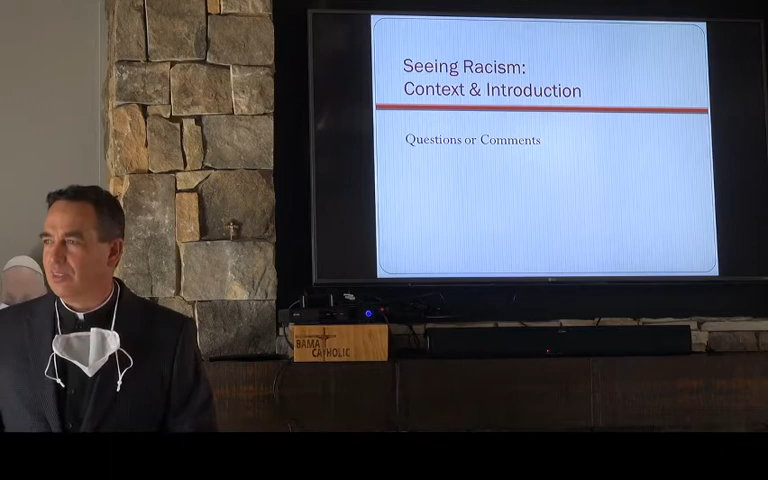 Seeing Racism:
Context & Introduction
Questions or Comments
BAMA
CATHOLIC